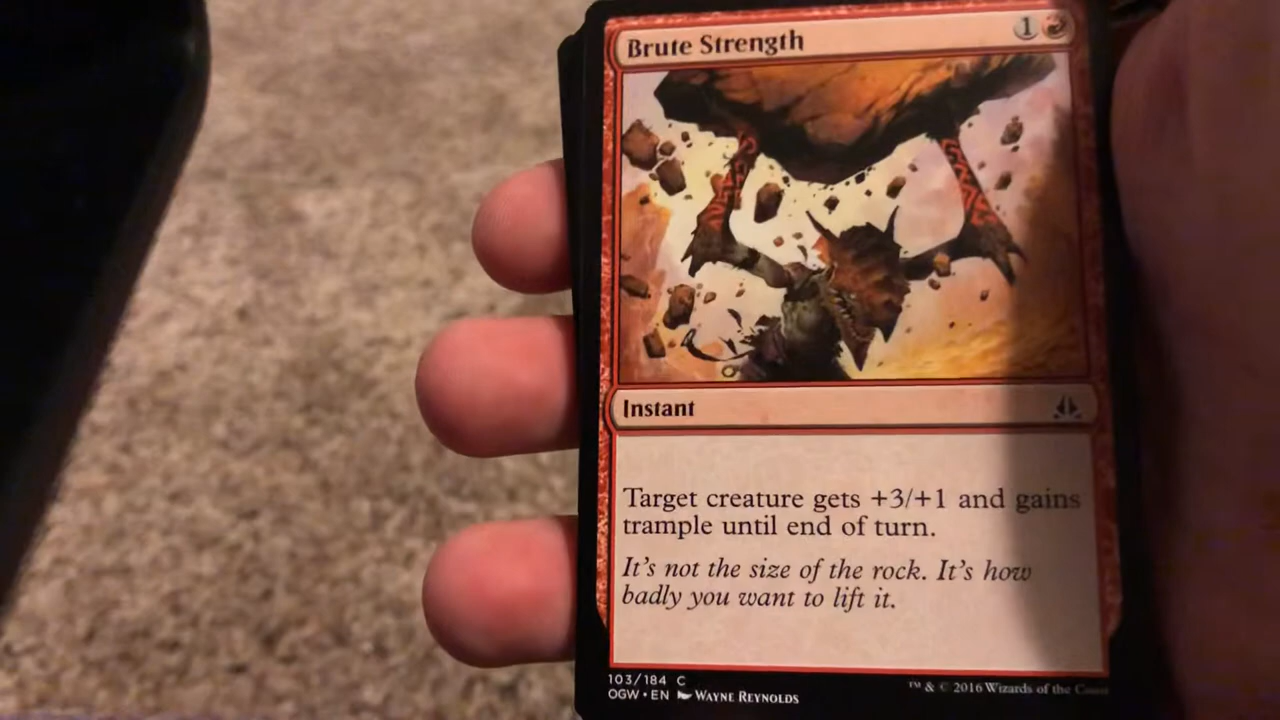 Brute Strength 1
Instant
Target creature gets +3/+1 and gains
trample until end of turn.
It's not the size of the rock. It's how
badly you want to lift it.
103/184 C
OGW • EN WAYNE REYNOLDS
™ & © 2016 Wizards of the Coast